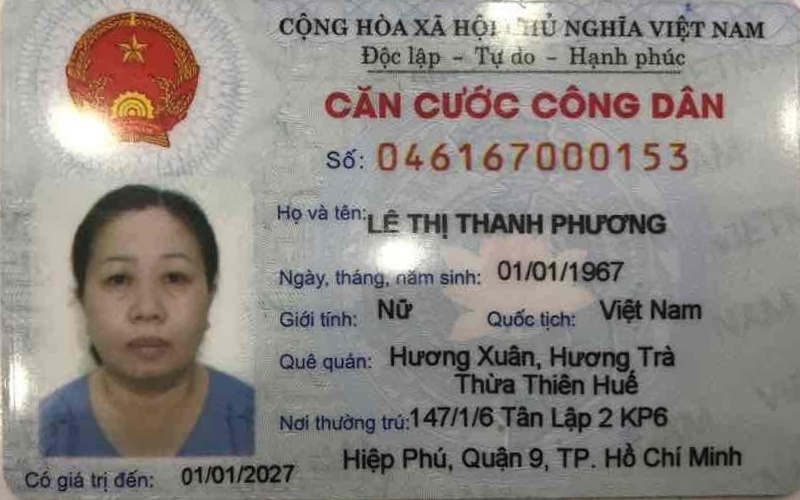 CỘNG HÒA XÃ HỘI CHỦ NGHĨA VIỆT NAM
Độc lập - Tự do - Hạnh phúc
CĂN CƯỚC CÔNG DÂN
Số: 046167000153
Họ và tên: LÊ THỊ THANH PHƯƠNG
Ngày, tháng, năm sinh: 01/01/1967
Giới tính: Nữ Quốc tịch: Việt Nam
Quê quán: Hương Xuân, Hương Trà
Thừa Thiên Huế
Nơi thường trú: 147/1/6 Tân Lập 2 KP6
Hiệp Phú, Quận 9, TP. Hồ Chí Minh
Có giá trị đến: 01/01/2027